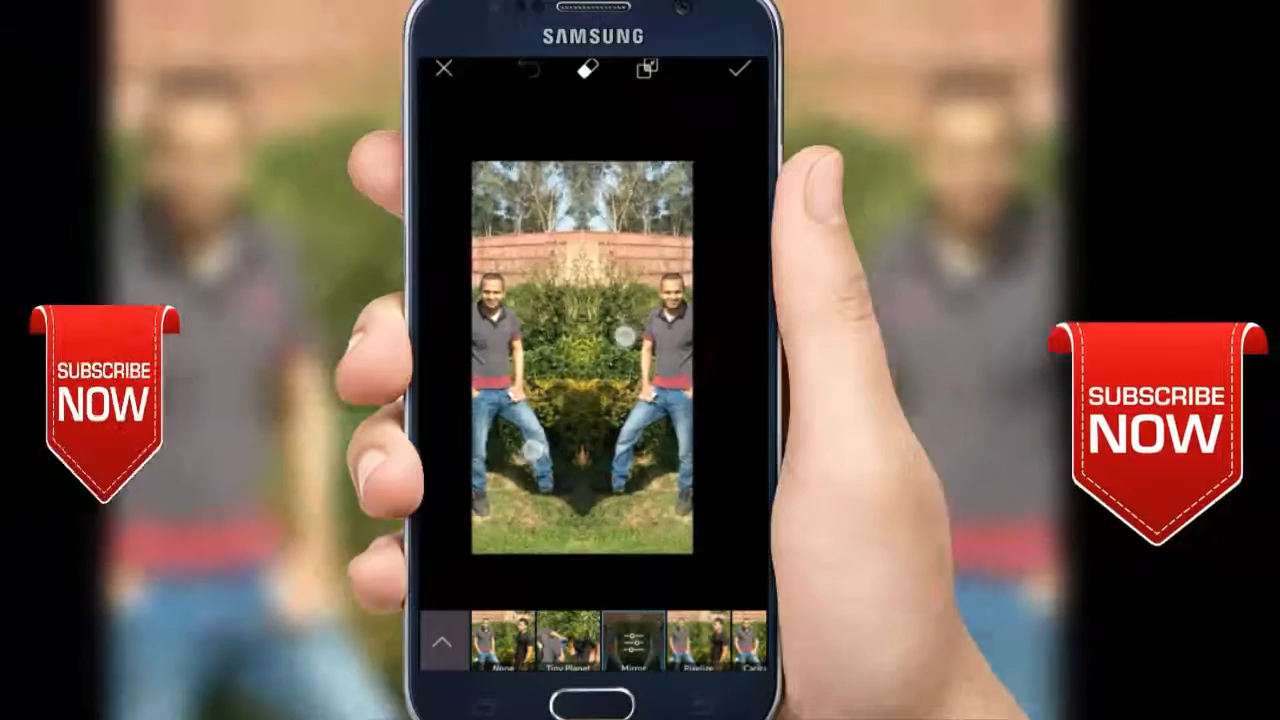 SAMSUNG
SUBSCRIBE
NOW
SUBSCRIBE
NOW
None
Tiny Planet
Mirror
Pixelize